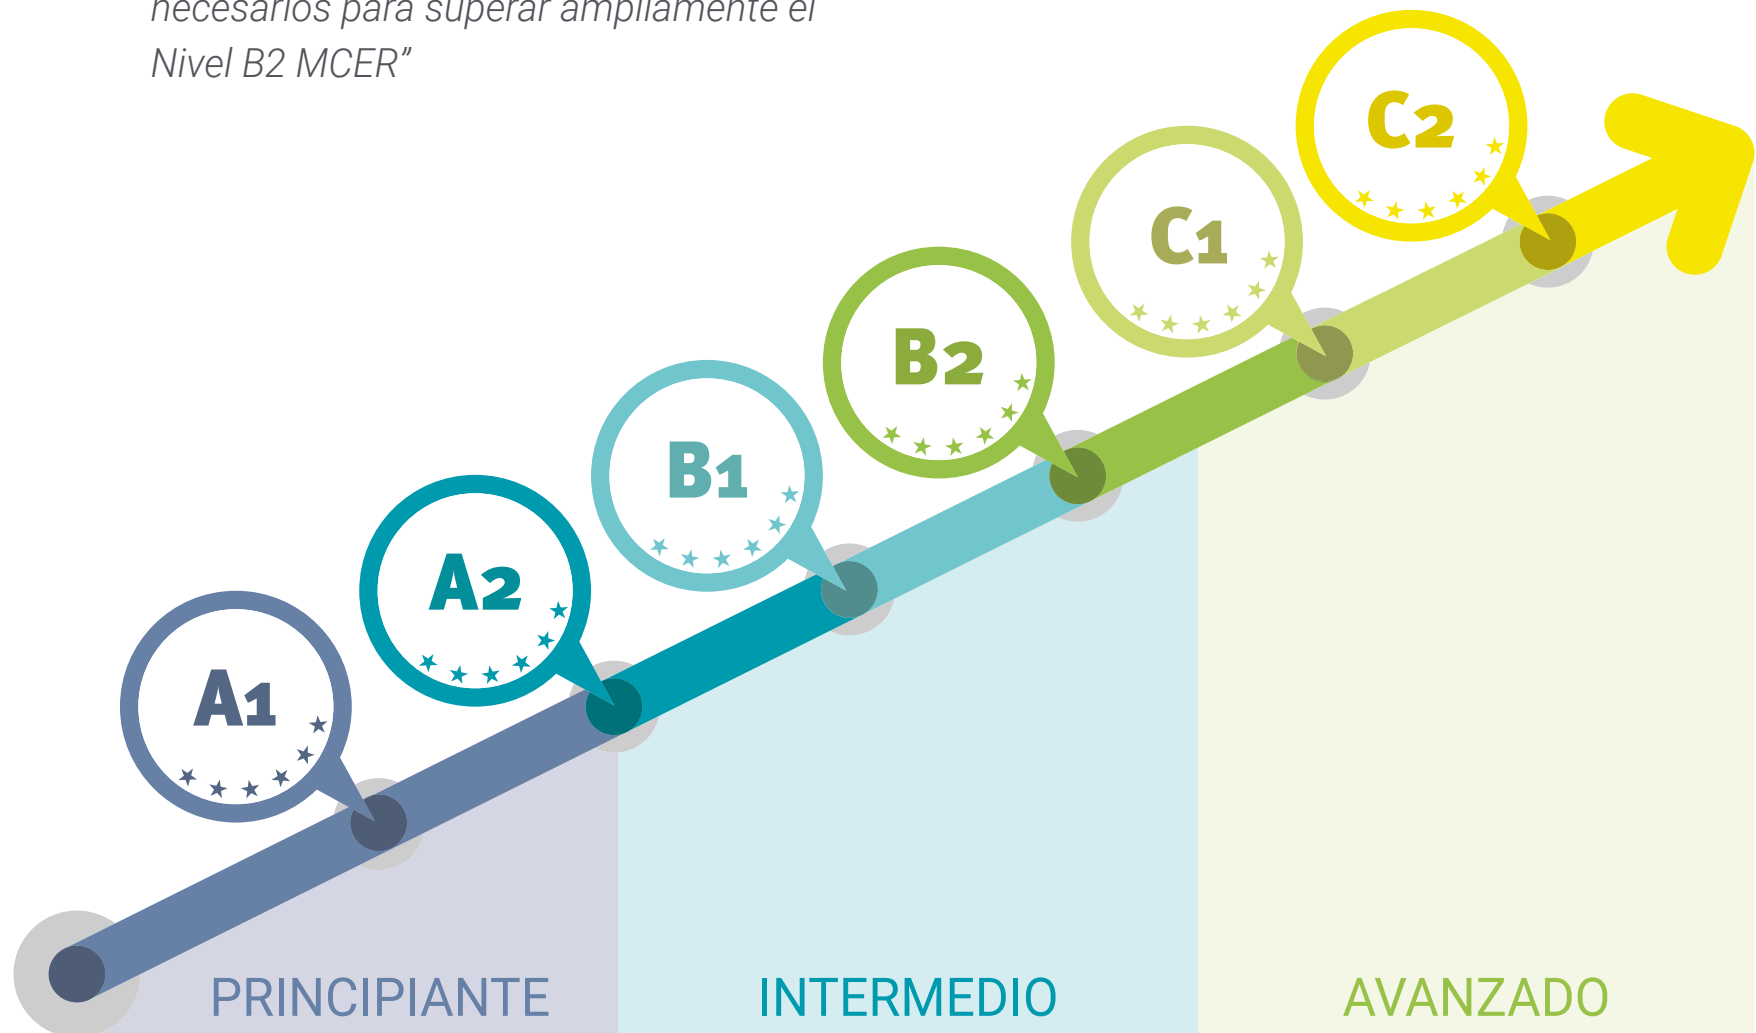 necesarios para superar ampliamente el
Nivel B2 MCER”
C2
C1
B2
B1
A2
A1
PRINCIPIANTE
INTERMEDIO
AVANZADO